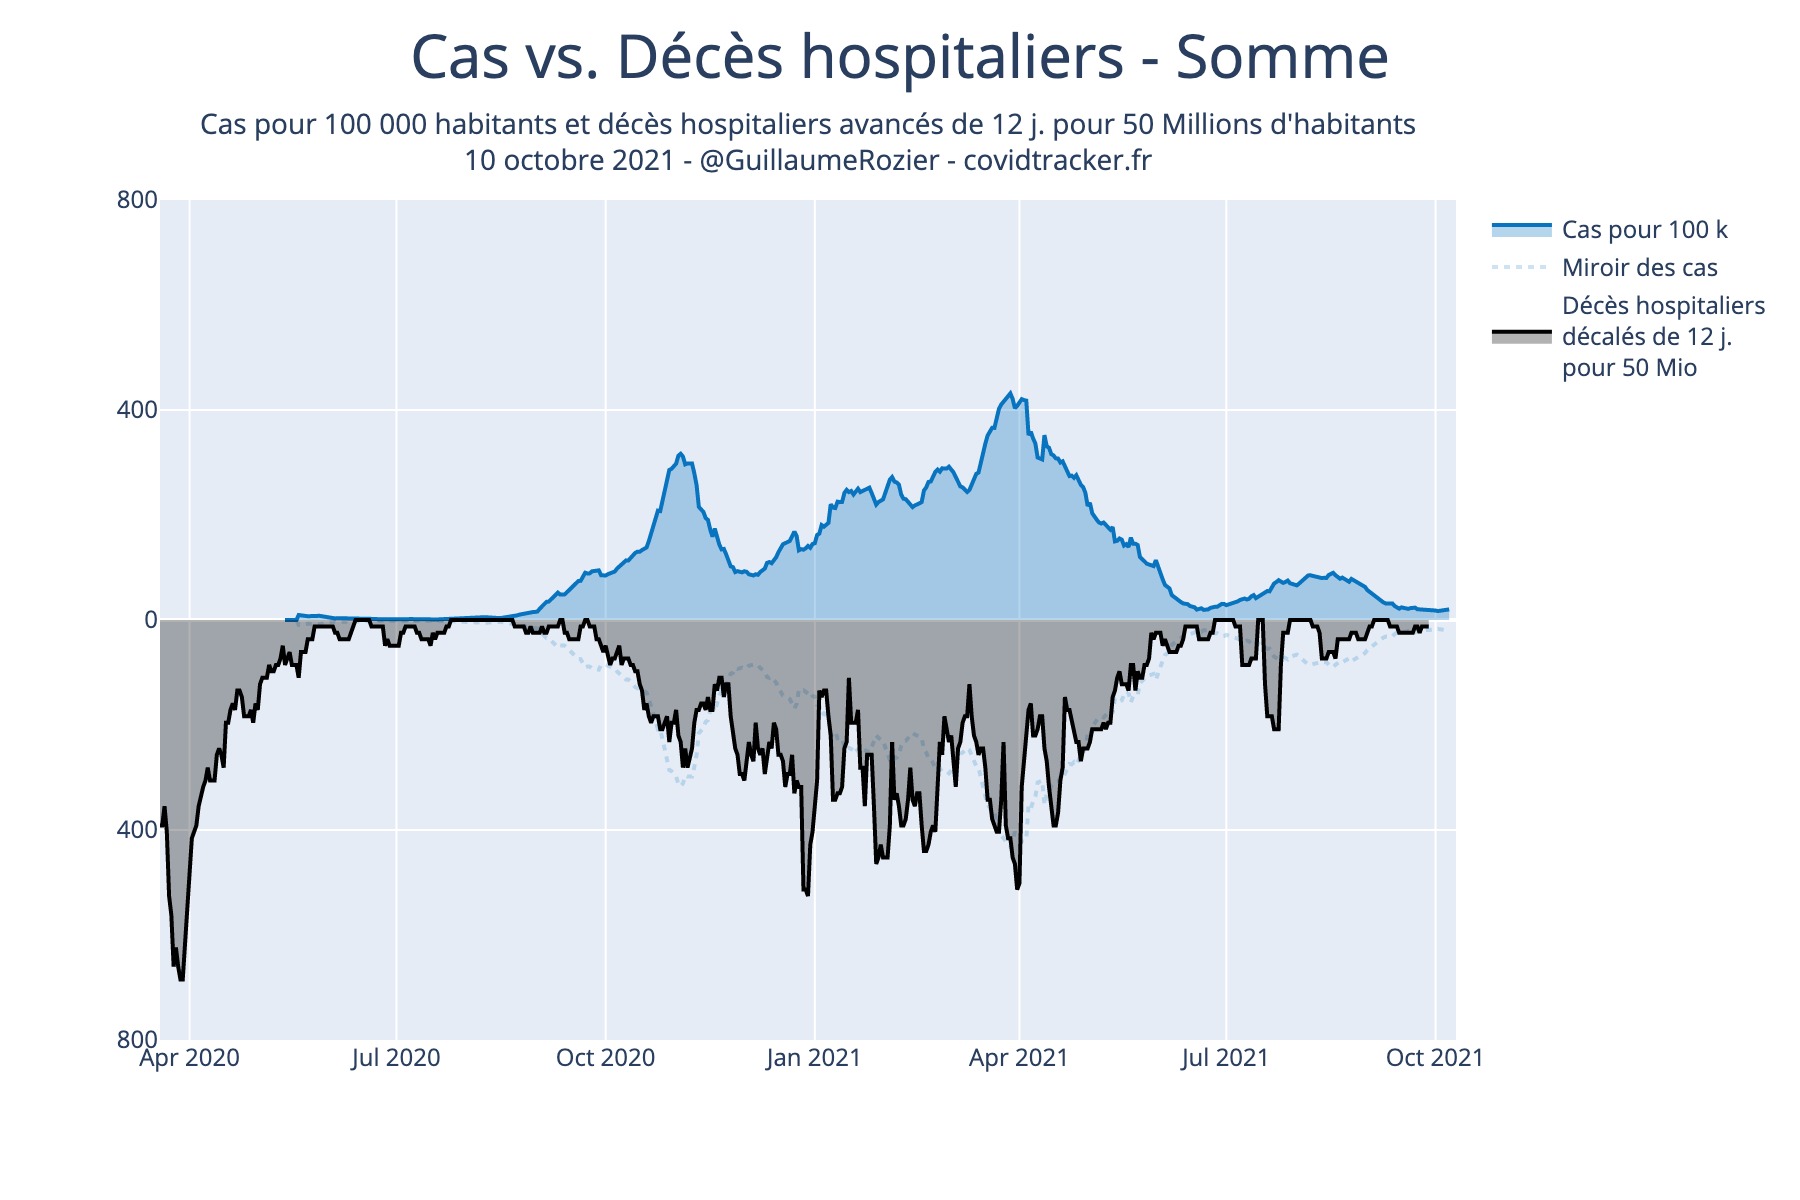 Cas vs. Décès hospitaliers - Somme
Cas pour 100 000 habitants et décès hospitaliers avancés de 12 j. pour 50 Millions d'habitants
10 octobre 2021 - @GuillaumeRozier - covidtracker.fr
800
400
0
400
800
Apr 2020
Jul 2020
Oct 2020
Jan 2021
Apr 2021
Jul 2021
Oct 2021
Cas pour 100 k
Miroir des cas
Décès hospitaliers
décalés de 12 j.
pour 50 Mio